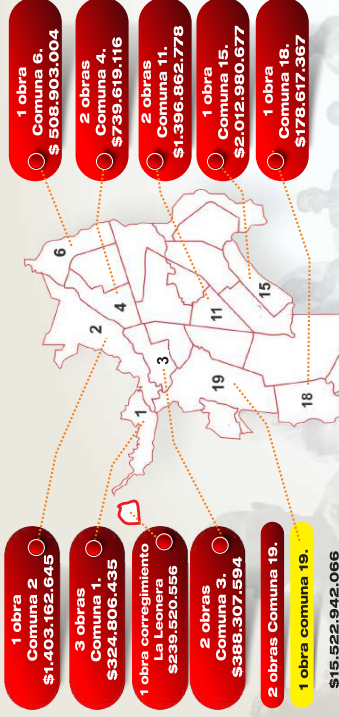 1 obra
Comuna 2
$1.403.162.645
3 obras
Comuna 1.
$324.806.435
1 obra corregimiento
La Leonera
$239.520.556
2 obras
Comuna 3.
$388.307.594
2 obras Comuna 19.
1 obra comuna 19.
$15.522.942.066
1 obra
Comuna 6.
$ 508.903.004
2 obras
Comuna 4.
$739.619.116
2 obras
Comuna 11.
$1.396.862.778
1 obra
Comuna 15.
$2.012.980.677
1 obra
Comuna 18.
$178.617.367
6
2
4
1
3
11
19
15
18